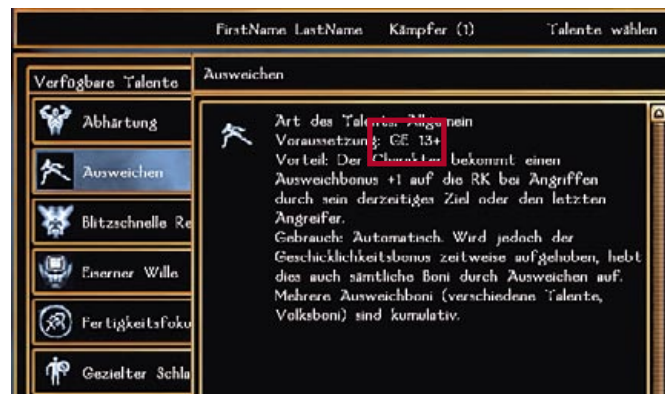 FirstName LastName Kämpfer (1) Talente wählen
Verfügbare Talente
Abhärtung
Ausweichen
Blitzschnelle Re
Eiserner Wille
Fertigkeitsfoku
Gezielter Schla
Ausweichen
Art des Talents: Allgemein
Voraussetzung: GE 13+
Vorteil: Der Charakter bekommt einen
Ausweichbonus +1 auf die RK bei Angriffen
durch sein derzeitiges Ziel oder den letzten
Angreifer.
Gebrauch: Automatisch. Wird jedoch der
Geschicklichkeitsbonus zeitweise aufgehoben, hebt
dies auch sämtliche Boni durch Ausweichen auf.
Mehrere Ausweichboni (verschiedene Talente,
Volksboni) sind kumulativ.